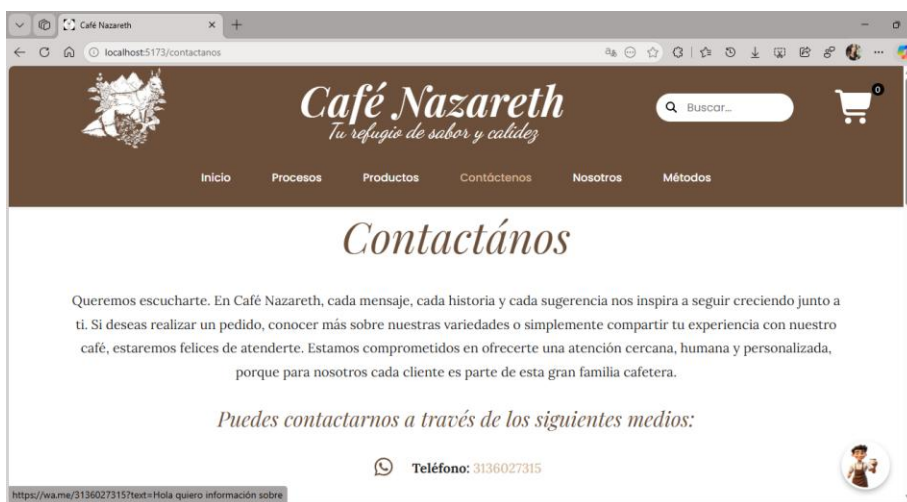 Café Nazareth
localhost:5173/contactanos
Café Nazareth
Tu refugio de sabor y calidez
Buscar...
0
Inicio Procesos Productos Contáctenos Nosotros Métodos
Contactános
Queremos escucharte. En Café Nazareth, cada mensaje, cada historia y cada sugerencia nos inspira a seguir creciendo junto a
ti. Si deseas realizar un pedido, conocer más sobre nuestras variedades o simplemente compartir tu experiencia con nuestro
café, estaremos felices de atenderte. Estamos comprometidos en ofrecerte una atención cercana, humana y personalizada,
porque para nosotros cada cliente es parte de esta gran familia cafetera.
Puedes contactarnos a través de los siguientes medios:
Teléfono: 3136027315
https://wa.me/3136027315?text=Hola quiero información sobre